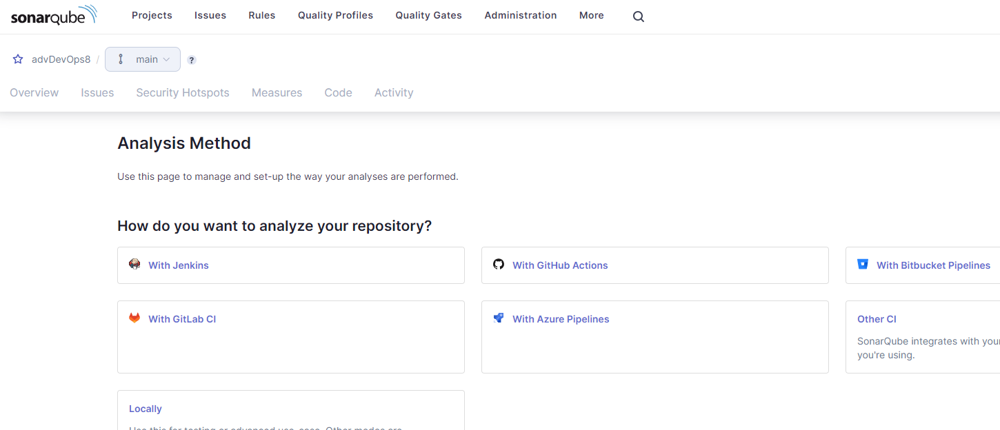 sonarqube Projects Issues Rules Quality Profiles Quality Gates Administration More
advDevOps8 / main ?
Overview Issues Security Hotspots Measures Code Activity
Analysis Method
Use this page to manage and set-up the way your analyses are performed.
How do you want to analyze your repository?
With Jenkins
With GitHub Actions
With Bitbucket Pipelines
With GitLab CI
With Azure Pipelines
Other CI
SonarQube integrates with your
you're using.
Locally
Use this for testing or advanced use-case. Other modes are